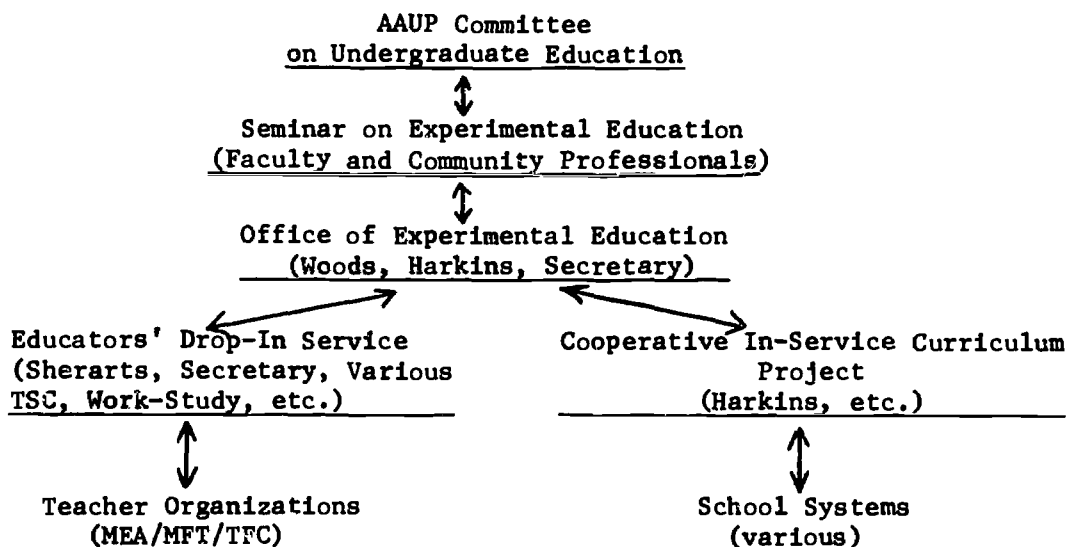 AAUP Committee
on Undergraduate Education
Seminar on Experimental Education
(Faculty and Community Professionals)
Office of Experimental Education
(Woods, Harkins, Secretary)
Educators' Drop-In Service
(Sherarts, Secretary, Various
TSC, Work-Study, etc.)
Cooperative In-Service Curriculum
Project
(Harkins, etc.)
Teacher Organizations
(MEA/MFT/TFC)
School Systems
(various)